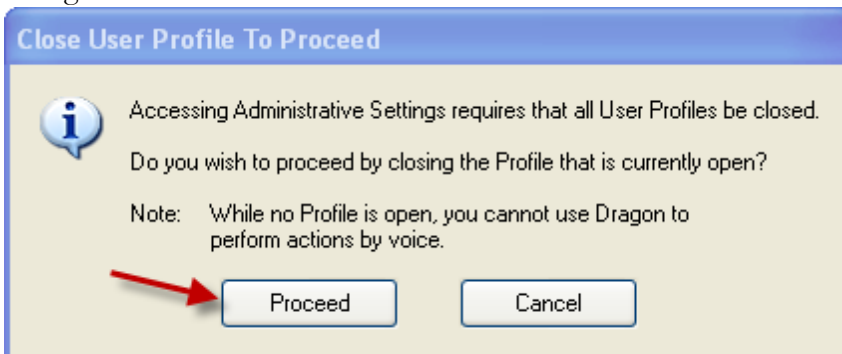 Close User Profile To Proceed
Accessing Administrative Settings requires that all User Profiles be closed.
Do you wish to proceed by closing the Profile that is currently open?
Note: While no Profile is open, you cannot use Dragon to
perform actions by voice.
Proceed Cancel